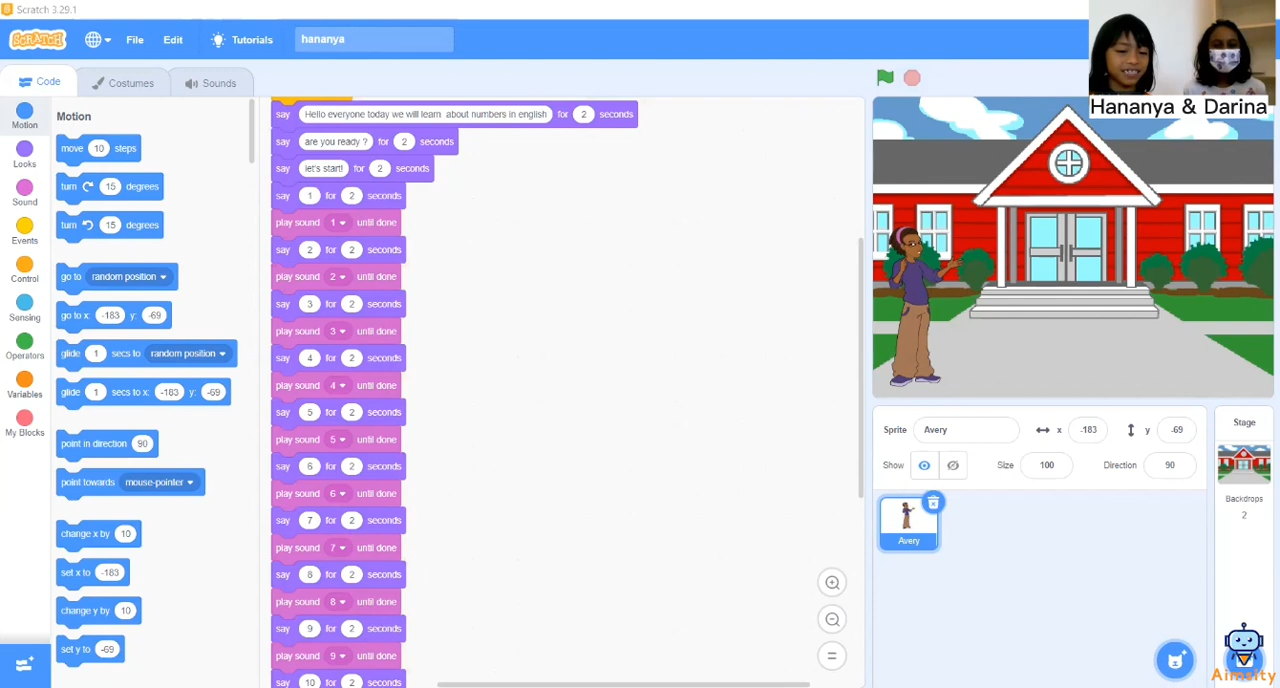 Scratch 3.29.1
SCRATCH File Edit Tutorials hananya
Hananya & Darina
Code Costumes Sounds
Motion
Looks
Sound
Events
Control
Sensing
Operators
Variables
My Blocks
Motion
move 10 steps
turn 15 degrees
turn 15 degrees
go to random position
go to x: -183 y: -69
glide 1 secs to random position
glide 1 secs to x: -183 y: -69
point in direction 90
point towards mouse-pointer
change x by 10
set x to -183
change y by 10
set y to -69
say Hello everyone today we will learn about numbers in english for 2 seconds
say are you ready ? for 2 seconds
say let's start! for 2 seconds
say 1 for 2 seconds
play sound 1 until done
say 2 for 2 seconds
play sound 2 until done
say 3 for 2 seconds
play sound 3 until done
say 4 for 2 seconds
play sound 4 until done
say 5 for 2 seconds
play sound 5 until done
say 6 for 2 seconds
play sound 6 until done
say 7 for 2 seconds
play sound 7 until done
say 8 for 2 seconds
play sound 8 until done
say 9 for 2 seconds
play sound 9 until done
say 10 for 2 seconds
Sprite Avery x -183 y -69
Show Size 100 Direction 90
Avery
Stage
Backdrops
2
Aimsity